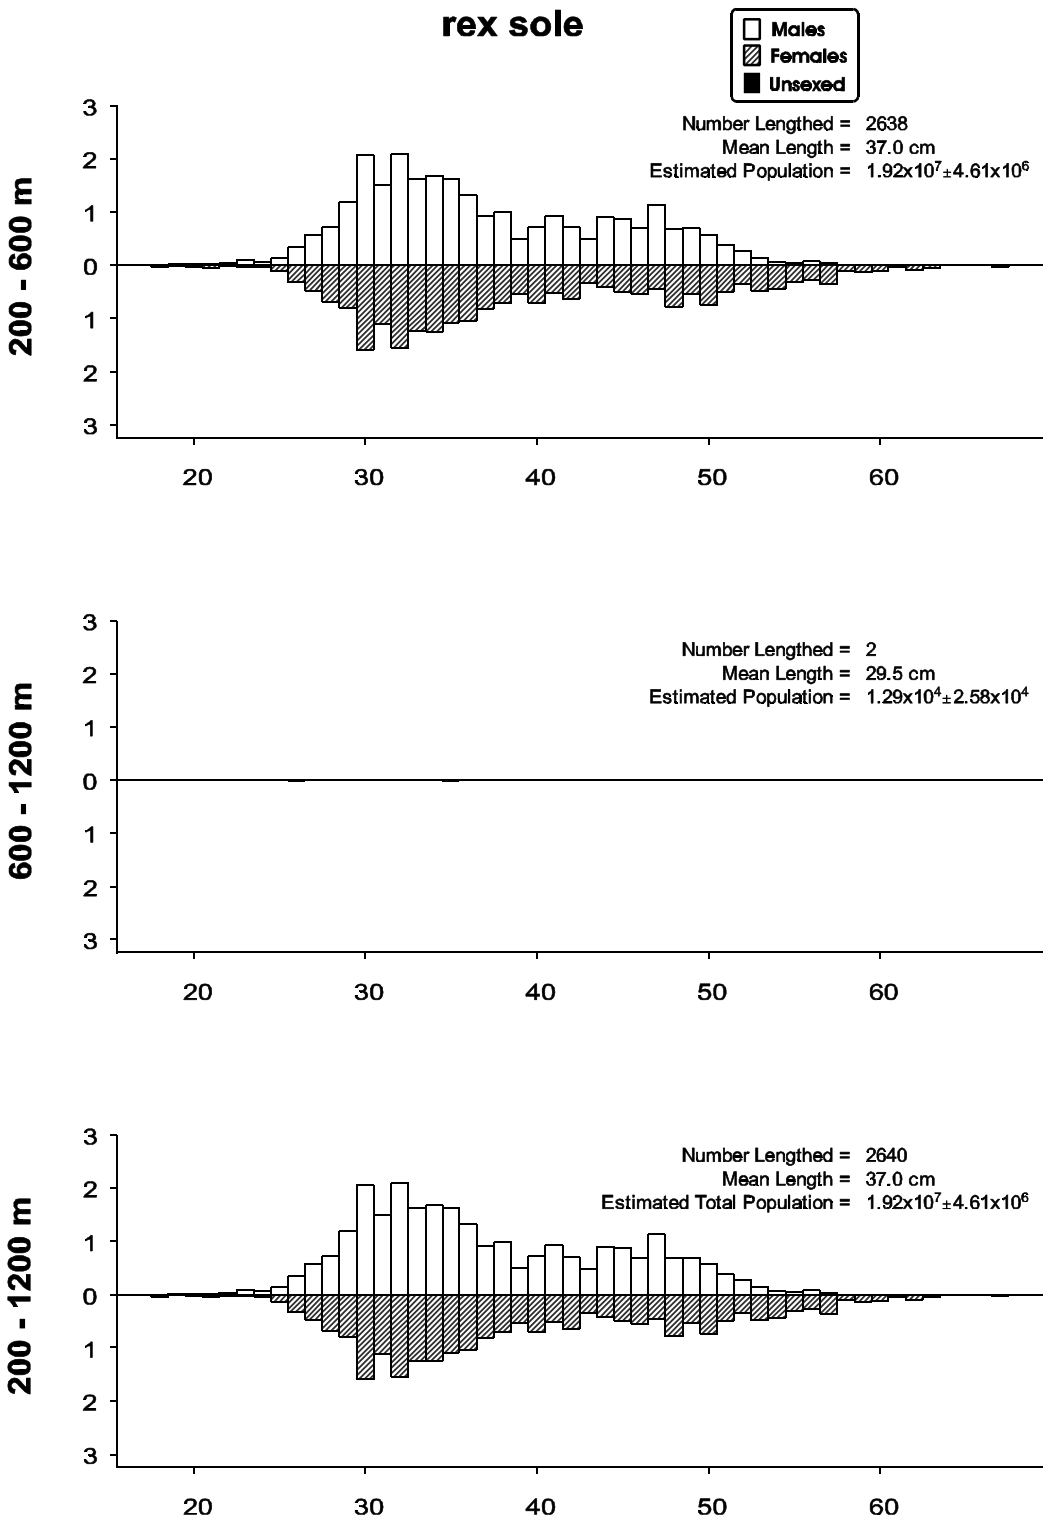 rex sole
Males
Females
Unsexed
200 - 600 m
3
2
1
0
1
2
3
Number Lengthed = 2638
Mean Length = 37.0 cm
Estimated Population = 1.92x10⁷±4.61x10⁶
20 30 40 50 60
600 - 1200 m
3
2
1
0
1
2
3
Number Lengthed = 2
Mean Length = 29.5 cm
Estimated Population = 1.29x10⁴±2.58x10⁴
20 30 40 50 60
200 - 1200 m
3
2
1
0
1
2
3
Number Lengthed = 2640
Mean Length = 37.0 cm
Estimated Total Population = 1.92x10⁷±4.61x10⁶
20 30 40 50 60